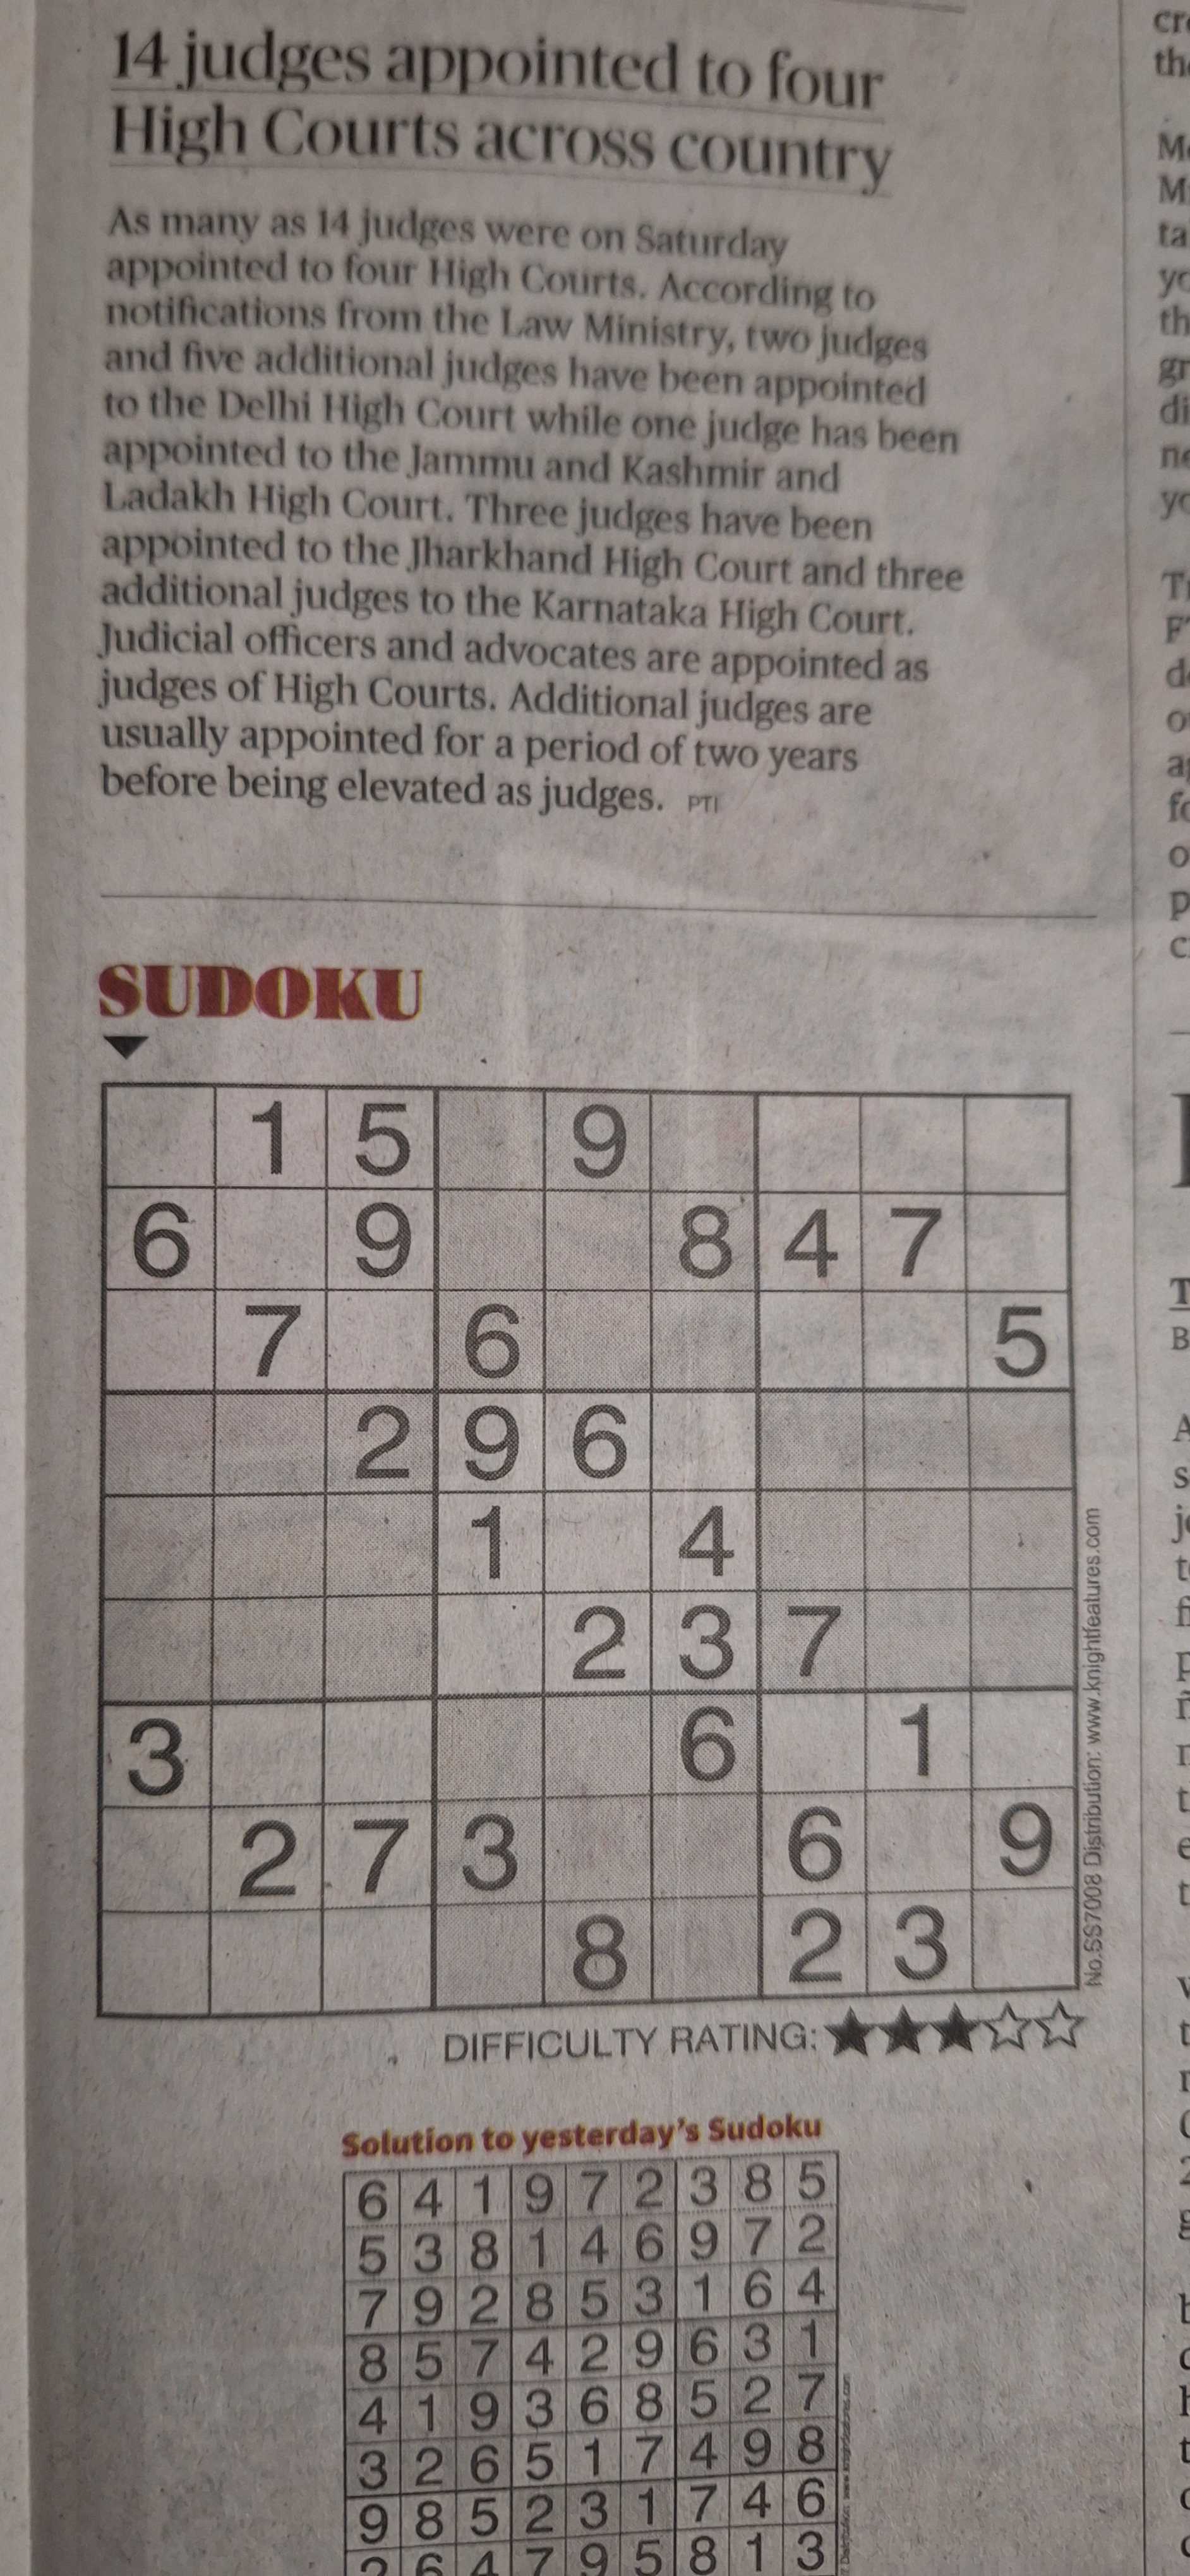 14 judges appointed to four
High Courts across country
As many as 14 judges were on Saturday
appointed to four High Courts. According to
notifications from the Law Ministry, two judges
and five additional judges have been appointed
to the Delhi High Court while one judge has been
appointed to the Jammu and Kashmir and
Ladakh High Court. Three judges have been
appointed to the Jharkhand High Court and three
additional judges to the Karnataka High Court.
Judicial officers and advocates are appointed as
judges of High Courts. Additional judges are
usually appointed for a period of two years
before being elevated as judges. PTI
SUDOKU
1 5 9
6 9 8 4 7
7 6 5
2 9 6
1 4
2 3 7
3 6 1
2 7 3 6 9
8 2 3
No.SS7008 Distribution: www.knightfeatures.com
DIFFICULTY RATING: ★★★☆☆
Solution to yesterday's Sudoku
6 4 1 9 7 2 3 8 5
5 3 8 1 4 6 9 7 2
7 9 2 8 5 3 1 6 4
8 5 7 4 2 9 6 3 1
4 1 9 3 6 8 5 2 7
3 2 6 5 1 7 4 9 8
9 8 5 2 3 1 7 4 6
2 6 4 7 9 5 8 1 3